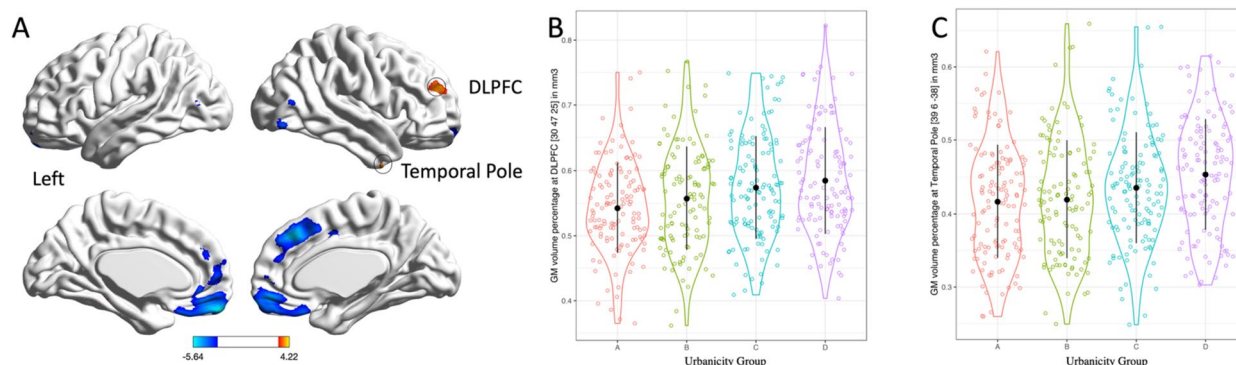 A
DLPFC
Temporal Pole
Left
-5.64
4.22
B
GM volume percentage at DLPFC [30 47 25] in mm3
0.8
0.7
0.6
0.5
0.4
A
B
C
D
Urbanicity Group
C
GM volume percentage at Temporal Pole [39 6 -38] in mm3
0.6
0.5
0.4
0.3
A
B
C
D
Urbanicity Group